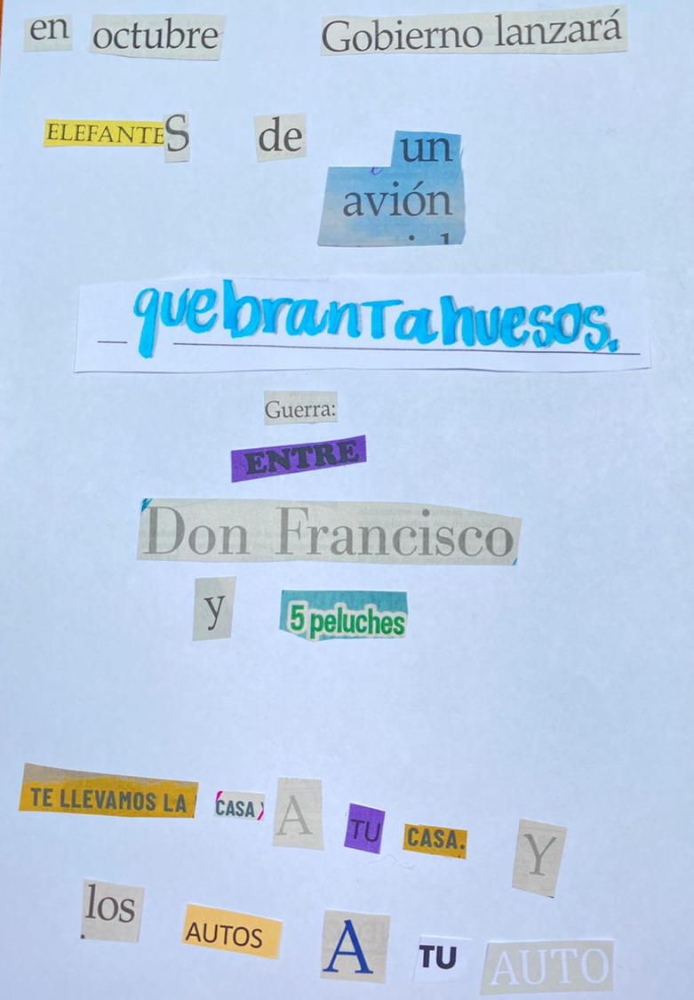 en octubre Gobierno lanzará
ELEFANTES de un
avión
quebrantahuesos.
Guerra:
ENTRE
Don Francisco
y 5 peluches
TE LLEVAMOS LA CASA A TU CASA. Y
los AUTOS A TU AUTO